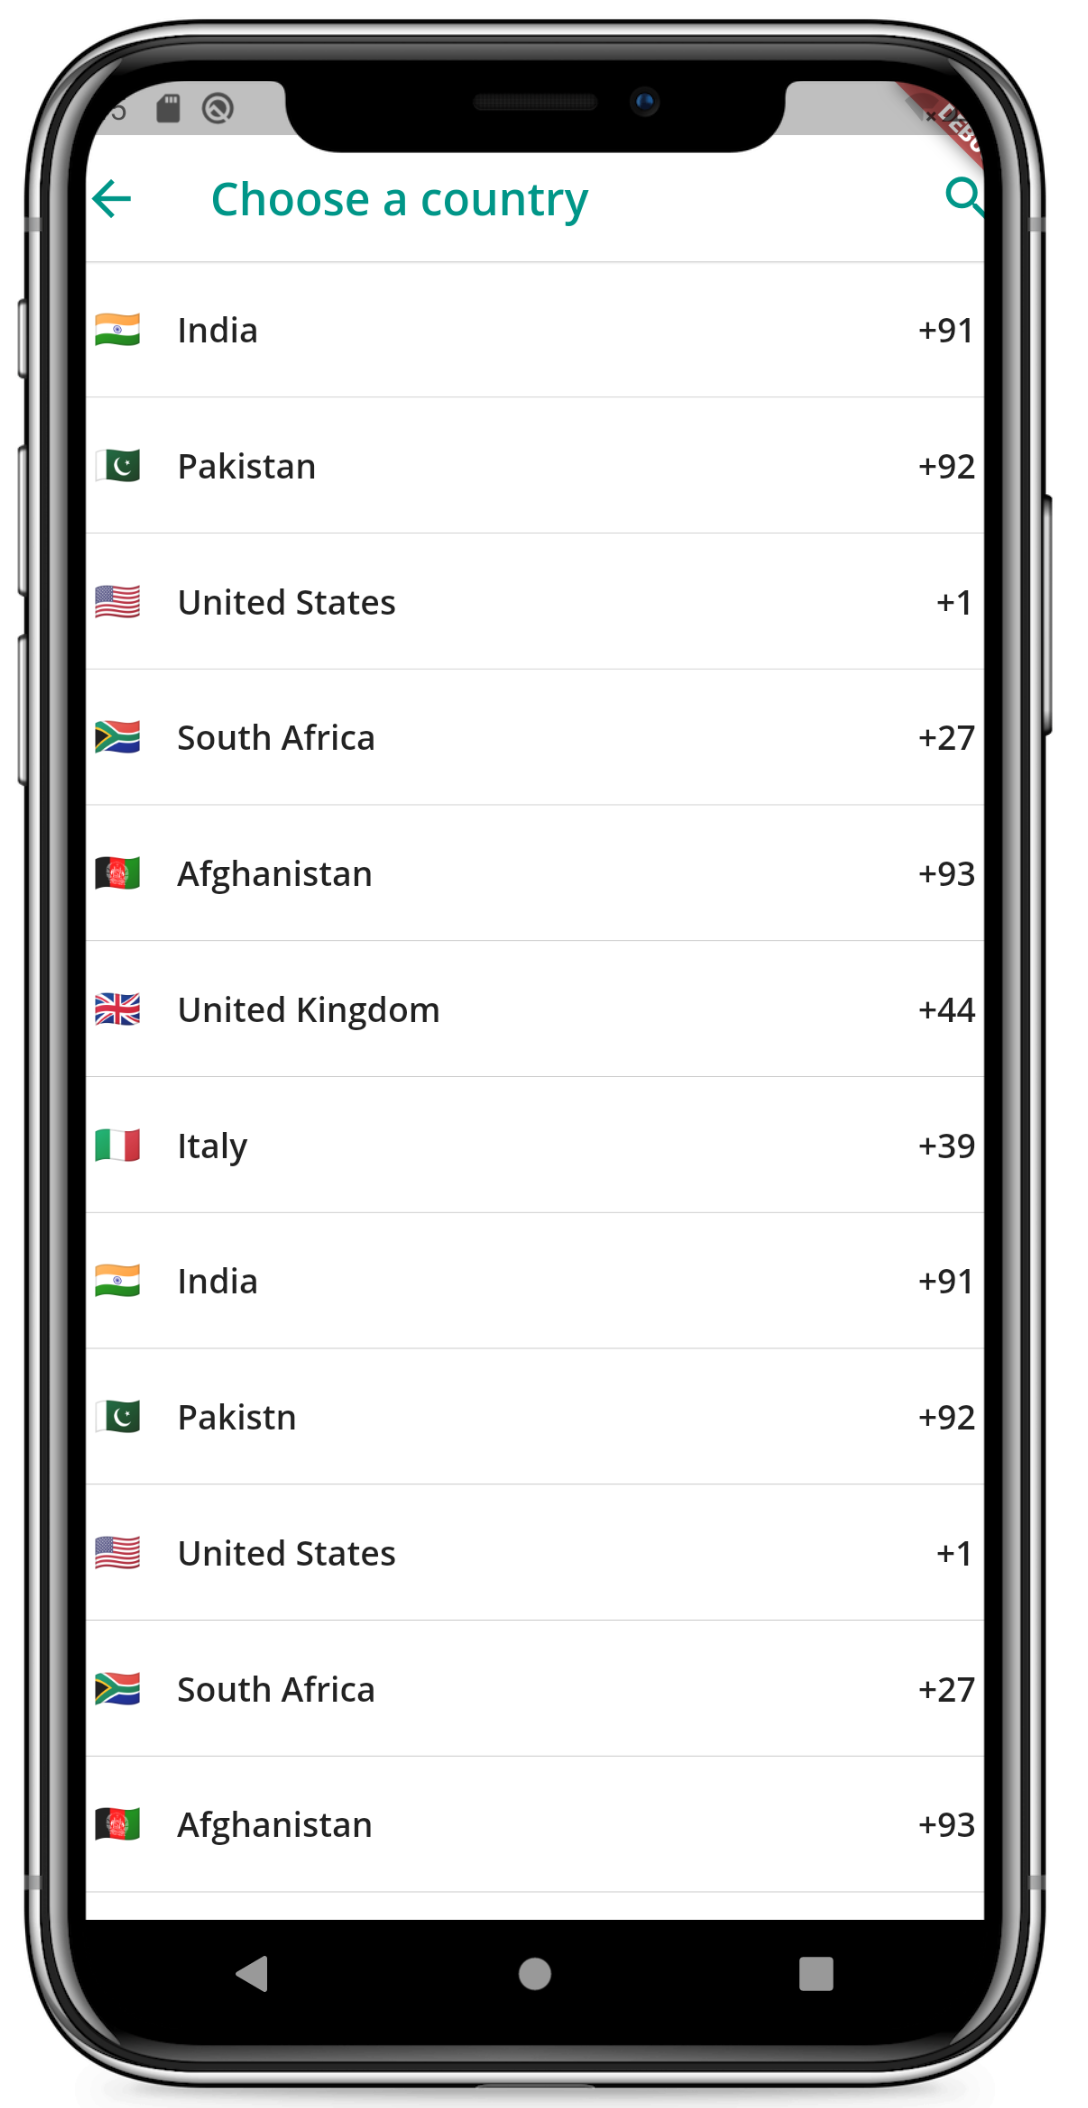 Choose a country
India +91
Pakistan +92
United States +1
South Africa +27
Afghanistan +93
United Kingdom +44
Italy +39
India +91
Pakistn +92
United States +1
South Africa +27
Afghanistan +93